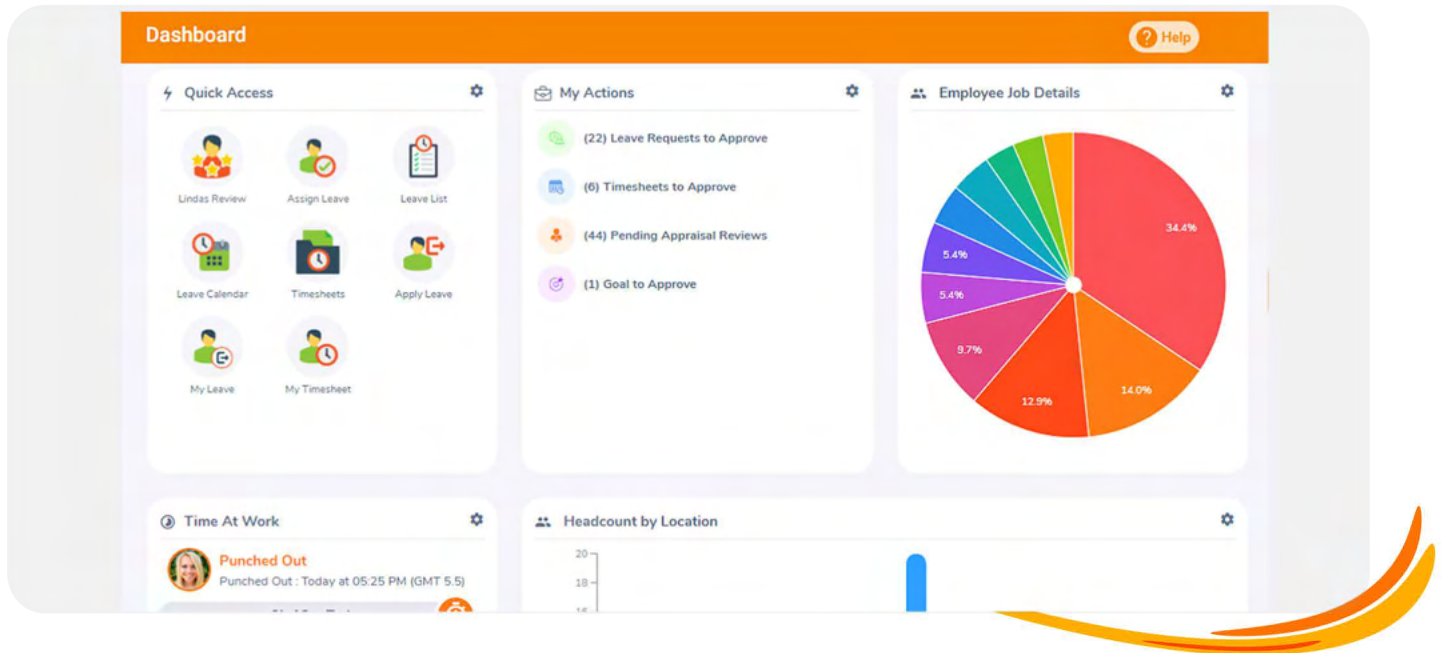 Dashboard
Help
Quick Access
Lindas Review
Assign Leave
Leave List
Leave Calendar
Timesheets
Apply Leave
My Leave
My Timesheet
My Actions
(22) Leave Requests to Approve
(6) Timesheets to Approve
(44) Pending Appraisal Reviews
(1) Goal to Approve
Employee Job Details
34.4%
14.0%
12.9%
9.7%
5.4%
5.4%
Time At Work
Punched Out
Punched Out : Today at 05:25 PM (GMT 5.5)
Headcount by Location
20
18